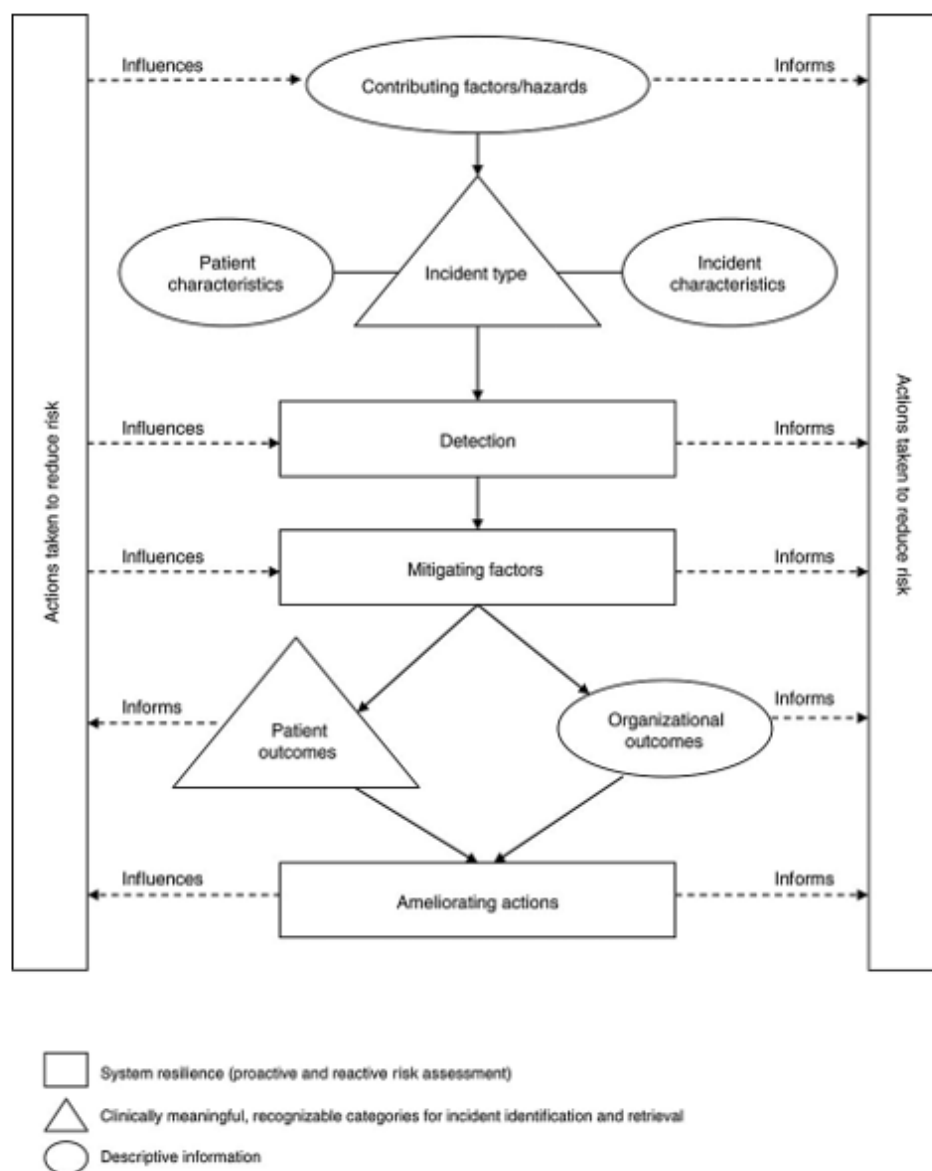 Influences
Informs
Contributing factors/hazards
Patient
characteristics
Incident type
Incident
characteristics
Actions taken to reduce risk
Actions taken to reduce risk
Influences
Detection
Informs
Influences
Mitigating factors
Informs
Informs
Patient
outcomes
Organizational
outcomes
Informs
Influences
Ameliorating actions
Informs
System resilience (proactive and reactive risk assessment)
Clinically meaningful, recognizable categories for incident identification and retrieval
Descriptive information